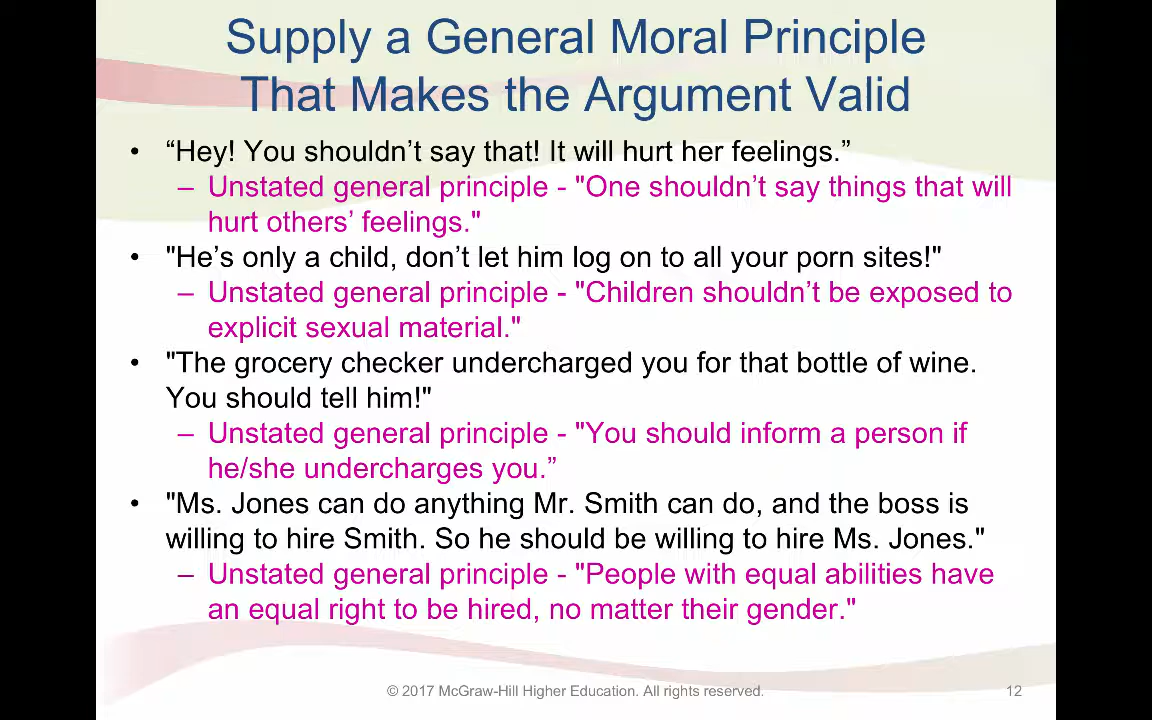 Supply a General Moral Principle
That Makes the Argument Valid
• “Hey! You shouldn’t say that! It will hurt her feelings.”
– Unstated general principle - "One shouldn’t say things that will
hurt others’ feelings."
• "He’s only a child, don’t let him log on to all your porn sites!"
– Unstated general principle - "Children shouldn’t be exposed to
explicit sexual material."
• "The grocery checker undercharged you for that bottle of wine.
You should tell him!"
– Unstated general principle - "You should inform a person if
he/she undercharges you.”
• "Ms. Jones can do anything Mr. Smith can do, and the boss is
willing to hire Smith. So he should be willing to hire Ms. Jones."
– Unstated general principle - "People with equal abilities have
an equal right to be hired, no matter their gender."
© 2017 McGraw-Hill Higher Education. All rights reserved.
12